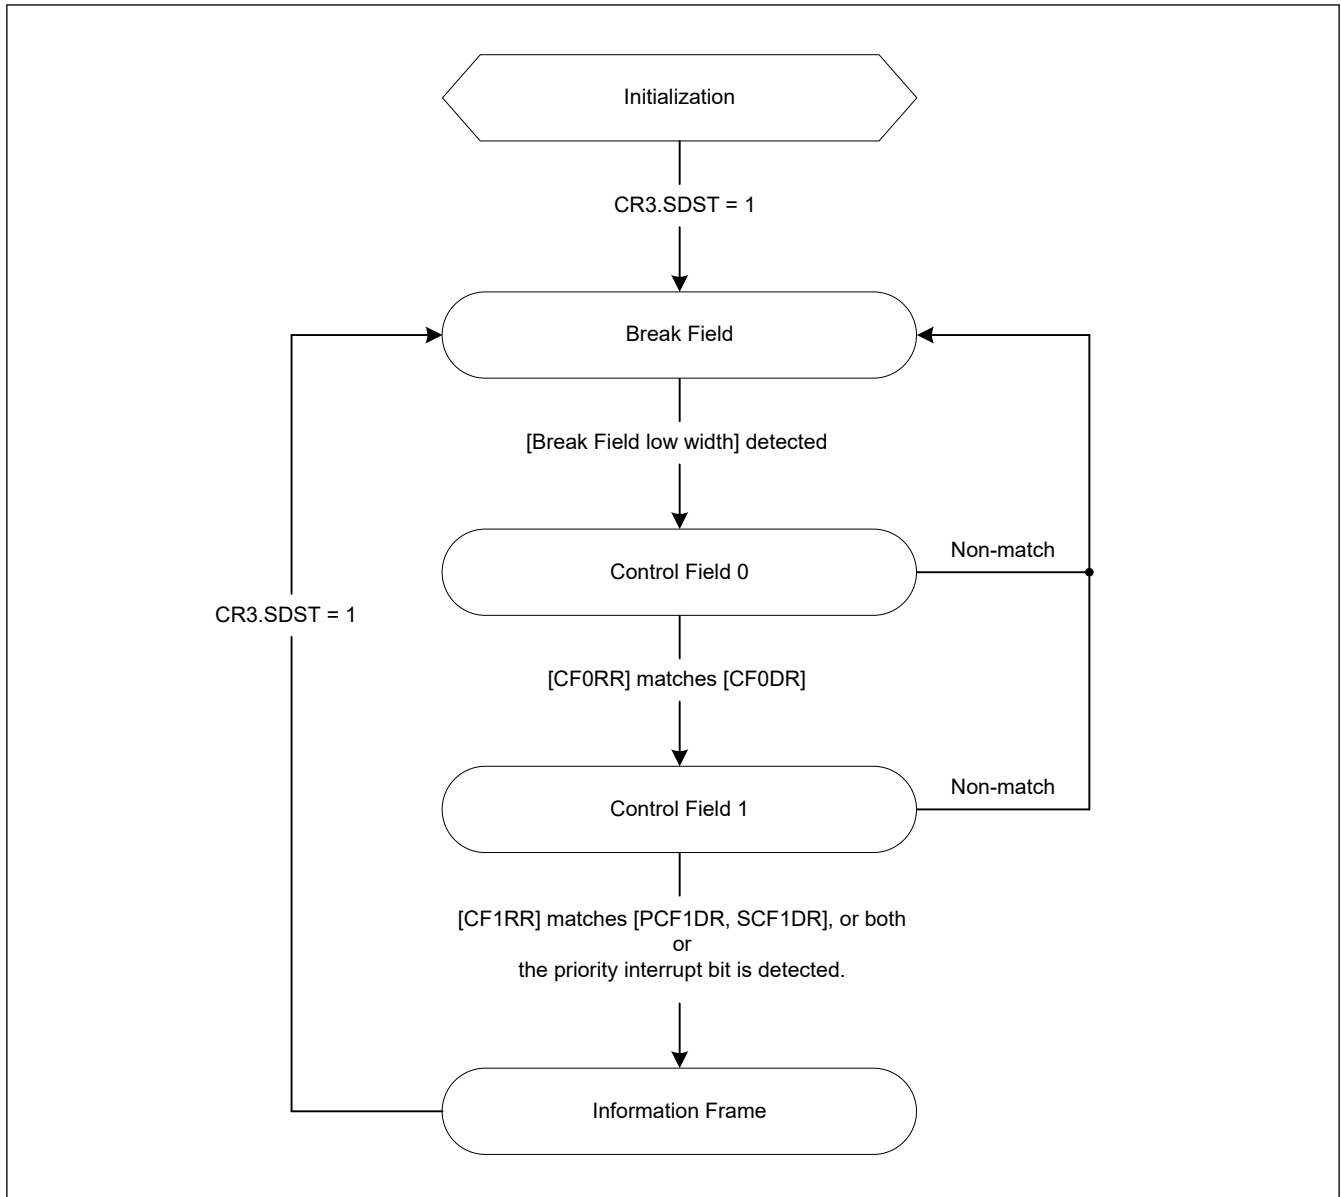 Initialization
CR3.SDST = 1
Break Field
[Break Field low width] detected
Control Field 0
Non-match
CR3.SDST = 1
[CF0RR] matches [CF0DR]
Control Field 1
Non-match
[CF1RR] matches [PCF1DR, SCF1DR], or both
or
the priority interrupt bit is detected.
Information Frame